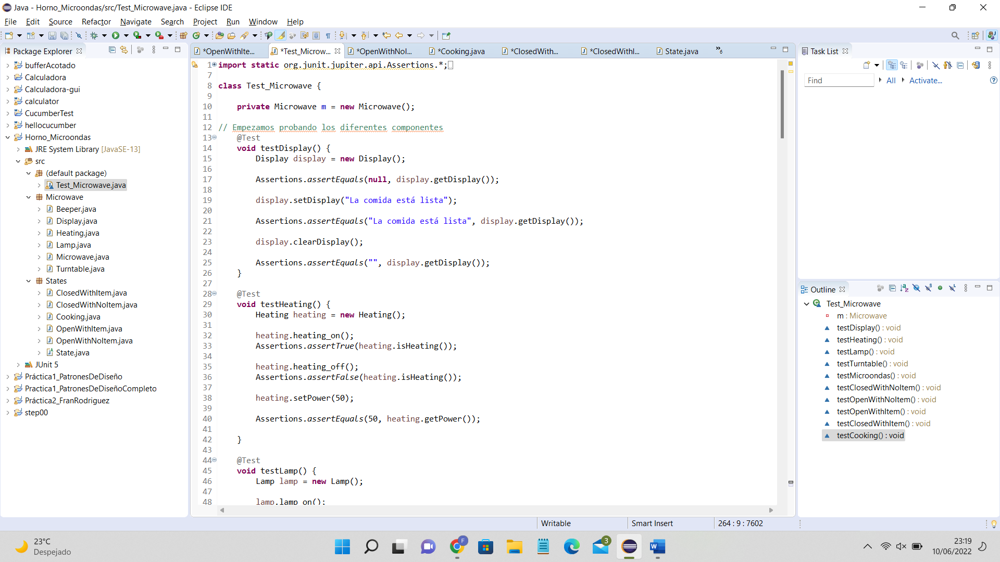 Java - Horno_Microondas/src/Test_Microwave.java - Eclipse IDE
File Edit Source Refactor Navigate Search Project Run Window Help
Package Explorer
bufferAcotado
Calculadora
Calculadora-gui
calculator
CucumberTest
hellocucumber
Horno_Microondas
JRE System Library [JavaSE-13]
src
(default package)
Test_Microwave.java
Microwave
Beeper.java
Display.java
Heating.java
Lamp.java
Microwave.java
Turntable.java
States
ClosedWithItem.java
ClosedWithNoItem.java
Cooking.java
OpenWithItem.java
OpenWithNoItem.java
State.java
JUnit 5
Práctica1_PatronesDeDiseño
Practica1_PatronesDeDiseñoCompleto
Práctica2_FranRodriguez
step00
*OpenWithIte... *Test_Microw... *OpenWithNoI... *Cooking.java *ClosedWith... *ClosedWithI... State.java »6
1 import static org.junit.jupiter.api.Assertions.*;
7
8 class Test_Microwave {
9
10 private Microwave m = new Microwave();
11
12 // Empezamos probando los diferentes componentes
13 @Test
14 void testDisplay() {
15 Display display = new Display();
16
17 Assertions.assertEquals(null, display.getDisplay());
18
19 display.setDisplay("La comida está lista");
20
21 Assertions.assertEquals("La comida está lista", display.getDisplay());
22
23 display.clearDisplay();
24
25 Assertions.assertEquals("", display.getDisplay());
26 }
27
28 @Test
29 void testHeating() {
30 Heating heating = new Heating();
31
32 heating.heating_on();
33 Assertions.assertTrue(heating.isHeating());
34
35 heating.heating_off();
36 Assertions.assertFalse(heating.isHeating());
37
38 heating.setPower(50);
39
40 Assertions.assertEquals(50, heating.getPower());
41
42 }
43
44 @Test
45 void testLamp() {
46 Lamp lamp = new Lamp();
47
48 lamp.lamp_on();
Task List
Find All Activate...
Outline
Test_Microwave
m : Microwave
testDisplay() : void
testHeating() : void
testLamp() : void
testTurntable() : void
testMicroondas() : void
testClosedWithNoItem() : void
testOpenWithNoItem() : void
testOpenWithItem() : void
testClosedWithItem() : void
testCooking() : void
Writable Smart Insert 264 : 9 : 7602
23°C
Despejado
F
3
W
23:19
10/06/2022